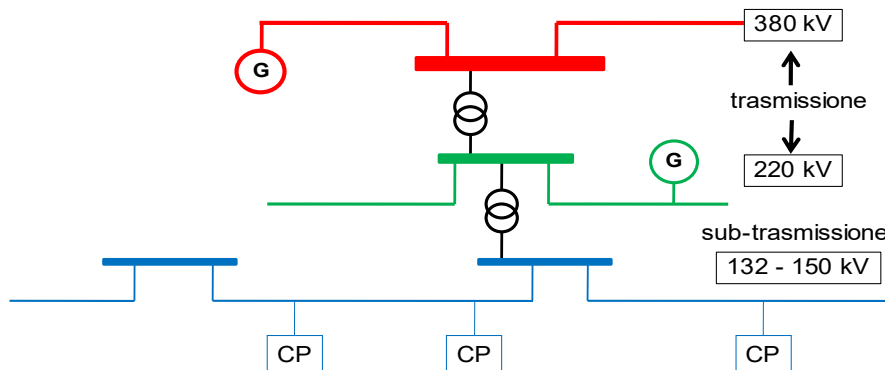 380 kV
G
trasmissione
G
220 kV
sub-trasmissione
132 - 150 kV
CP
CP
CP